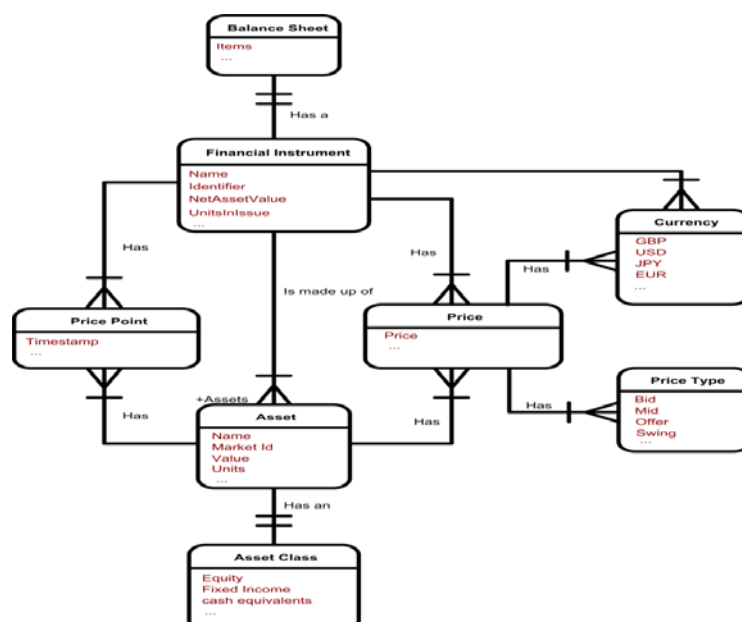 Balance Sheet
Items
...
Has a
Financial Instrument
Name
Identifier
NetAssetValue
UnitsInIssue
...
Currency
GBP
USD
JPY
EUR
...
Has
Has
Has
Is made up of
Price Point
Timestamp
...
Price
Price
...
Price Type
Bid
Mid
Offer
Swing
...
Has
+Assets
Has
Has
Asset
Name
Market Id
Value
Units
...
Has an
Asset Class
Equity
Fixed Income
cash equivalents
...